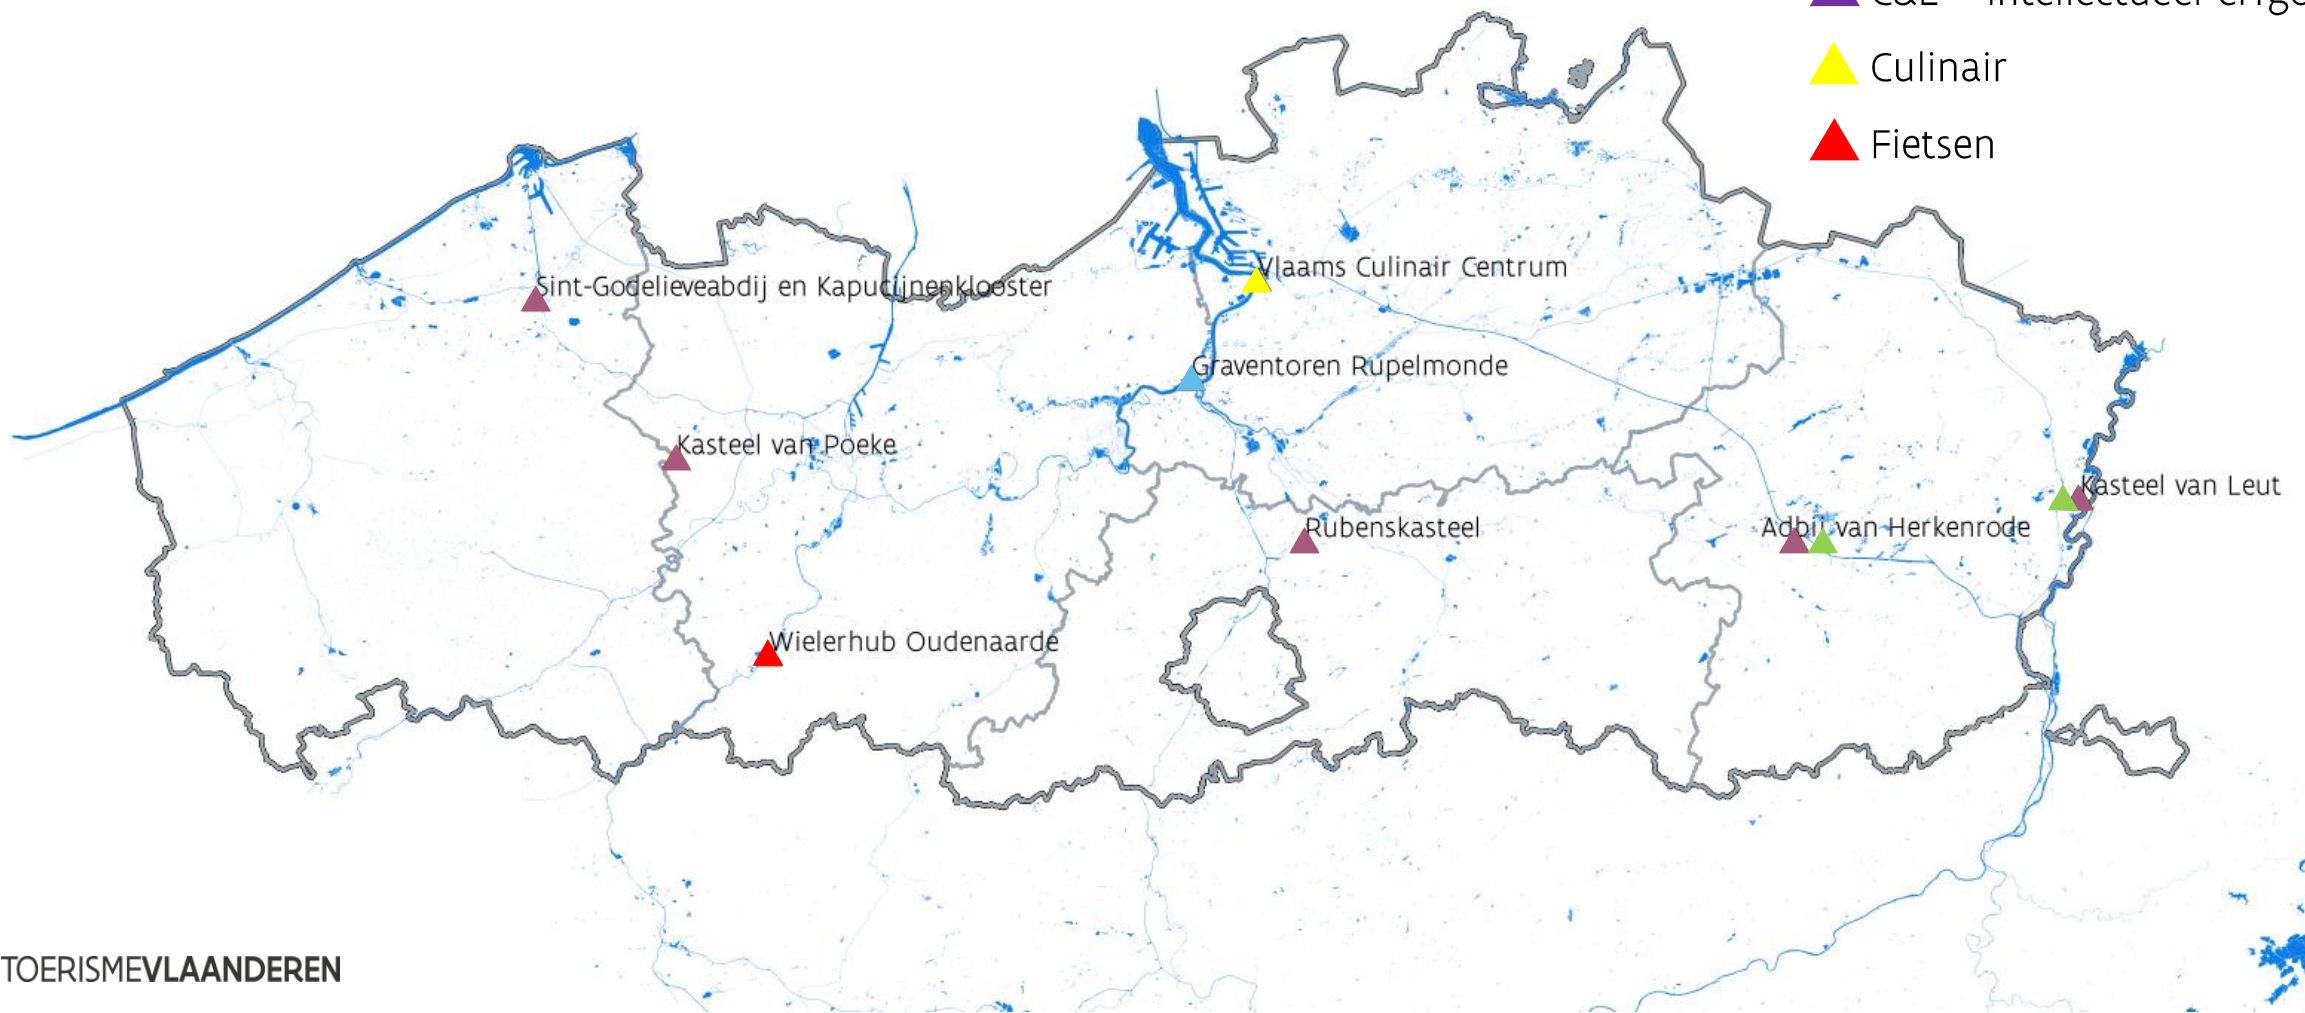 Culinair
Fietsen
Vlaams Culinair Centrum
Sint-Godelieveabdij en Kapucijnenklooster
Graventoren Rupelmonde
Kasteel van Poeke
Kasteel van Leut
Rubenskasteel
Adbij van Herkenrode
Wielerhub Oudenaarde
TOERISMEVLAANDEREN